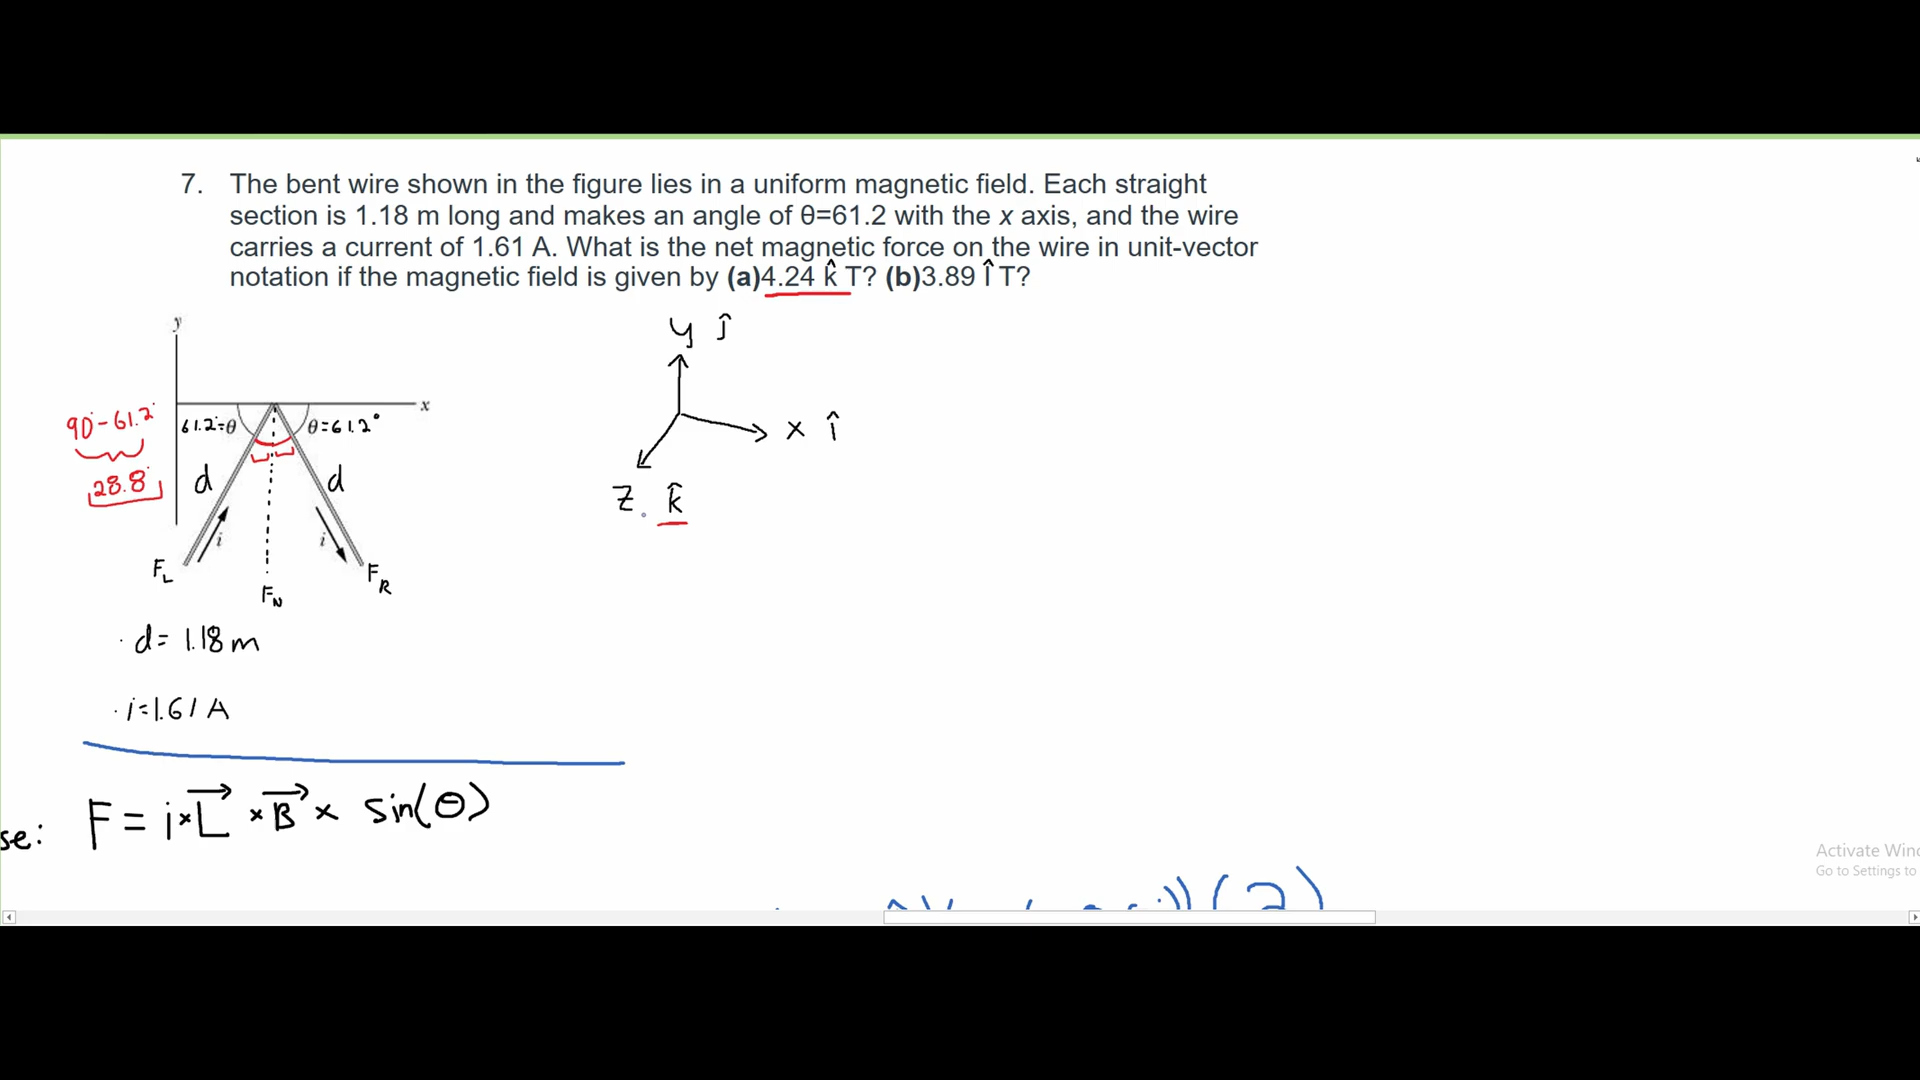 7. The bent wire shown in the figure lies in a uniform magnetic field. Each straight
section is 1.18 m long and makes an angle of θ=61.2 with the x axis, and the wire
carries a current of 1.61 A. What is the net magnetic force on the wire in unit-vector
notation if the magnetic field is given by (a)4.24 k̂ T? (b)3.89 î T?
y
x
90° - 61.2°
28.8°
61.2°=θ
θ=61.2°
d
d
i
i
F_L
F_N
F_R
y ĵ
x î
z k̂
· d = 1.18 m
· i = 1.61 A
se: F = i × L⃗ × B⃗ × sin(θ)
(2)
Activate Win
Go to Settings to